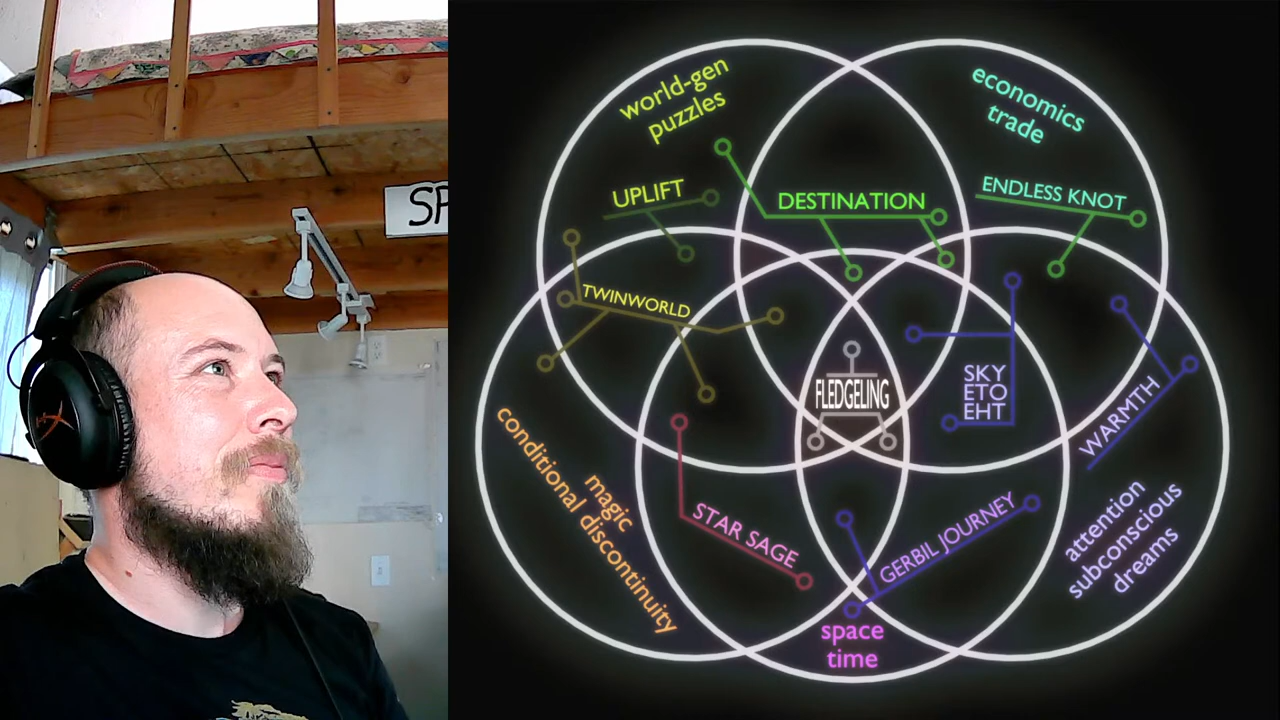 SP
world-gen
puzzles
economics
trade
UPLIFT
DESTINATION
ENDLESS KNOT
TWINWORLD
FLEDGELING
SKY
ETO
EHT
WARMTH
magic
conditional discontinuity
STAR SAGE
GERBIL JOURNEY
attention
subconscious
dreams
space
time